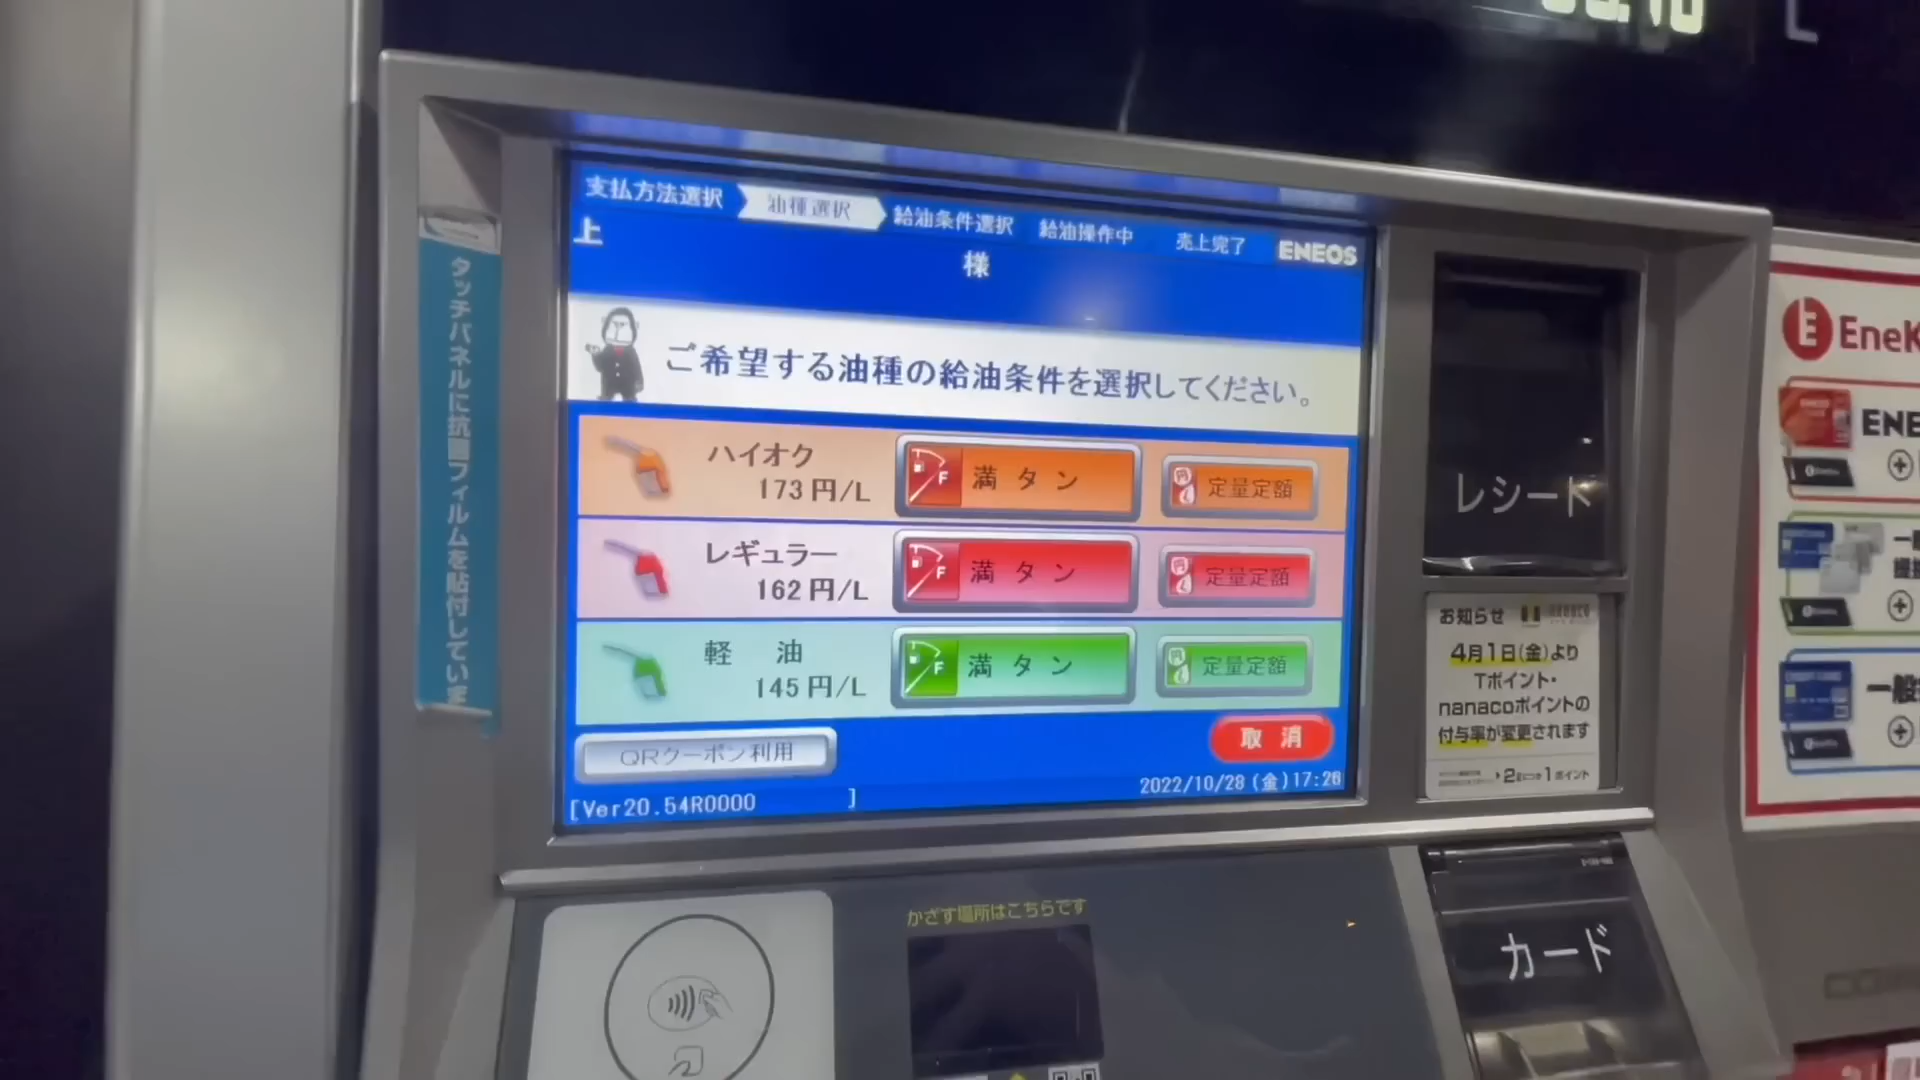 支払方法選択 油種選択 給油条件選択 給油操作中 売上完了 ENEOS
上
様
ご希望する油種の給油条件を選択してください。
ハイオク
173円/L
F 満タン
定量定額
レギュラー
162円/L
F 満タン
定量定額
軽油
145円/L
F 満タン
定量定額
QRクーポン利用
取消
2022/10/28(金)17:26
[Ver20.54R0000 ]
タッチパネルに抗菌フィルムを貼付していま
レシート
お知らせ
4月1日(金)より
Tポイント・
nanacoポイントの
付与率が変更されます
2ℓにつき1ポイント
かざす場所はこちらです
カード
EneK
ENE
一般